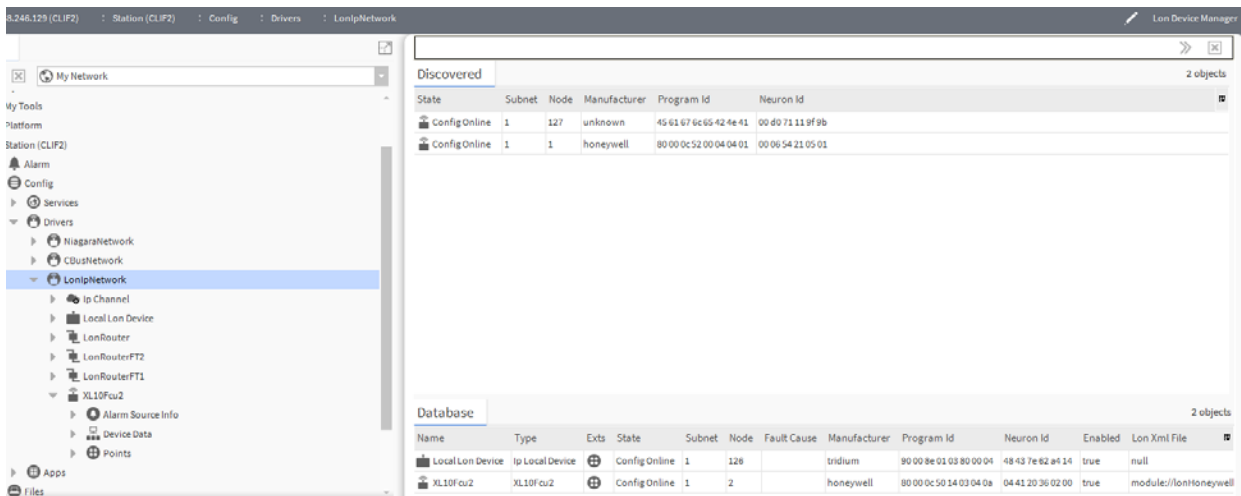 8.246.129 (CLIF2) : Station (CLIF2) : Config : Drivers : LonIpNetwork Lon Device Manager
My Network
My Tools
Platform
Station (CLIF2)
Alarm
Config
Services
Drivers
NiagaraNetwork
CBusNetwork
LonIpNetwork
Ip Channel
Local Lon Device
LonRouter
LonRouterFT2
LonRouterFT1
XL10Fcu2
Alarm Source Info
Device Data
Points
Apps
Files
Discovered 2 objects
State Subnet Node Manufacturer Program Id Neuron Id
Config Online 1 127 unknown 45 61 67 6c 65 42 4e 41 00 d0 71 11 9f 9b
Config Online 1 1 honeywell 80 00 0c 52 00 04 04 01 00 06 54 21 05 01
Database 2 objects
Name Type Exts State Subnet Node Fault Cause Manufacturer Program Id Neuron Id Enabled Lon Xml File
Local Lon Device Ip Local Device Config Online 1 126 tridium 90 00 8e 01 03 80 00 04 48 43 7e 62 a4 14 true null
XL10Fcu2 XL10Fcu2 Config Online 1 2 honeywell 80 00 0c 50 14 03 04 0a 04 41 20 36 02 00 true module://lonHoneywell